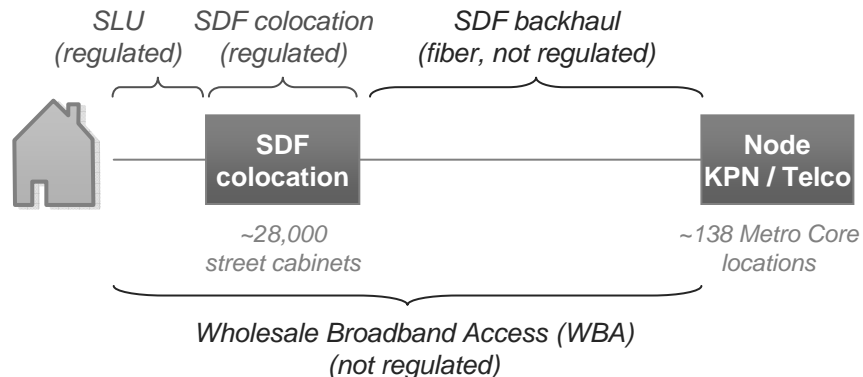 SLU
(regulated)
SDF colocation
(regulated)
SDF backhaul
(fiber, not regulated)
SDF
colocation
Node
KPN / Telco
~28,000
street cabinets
~138 Metro Core
locations
Wholesale Broadband Access (WBA)
(not regulated)